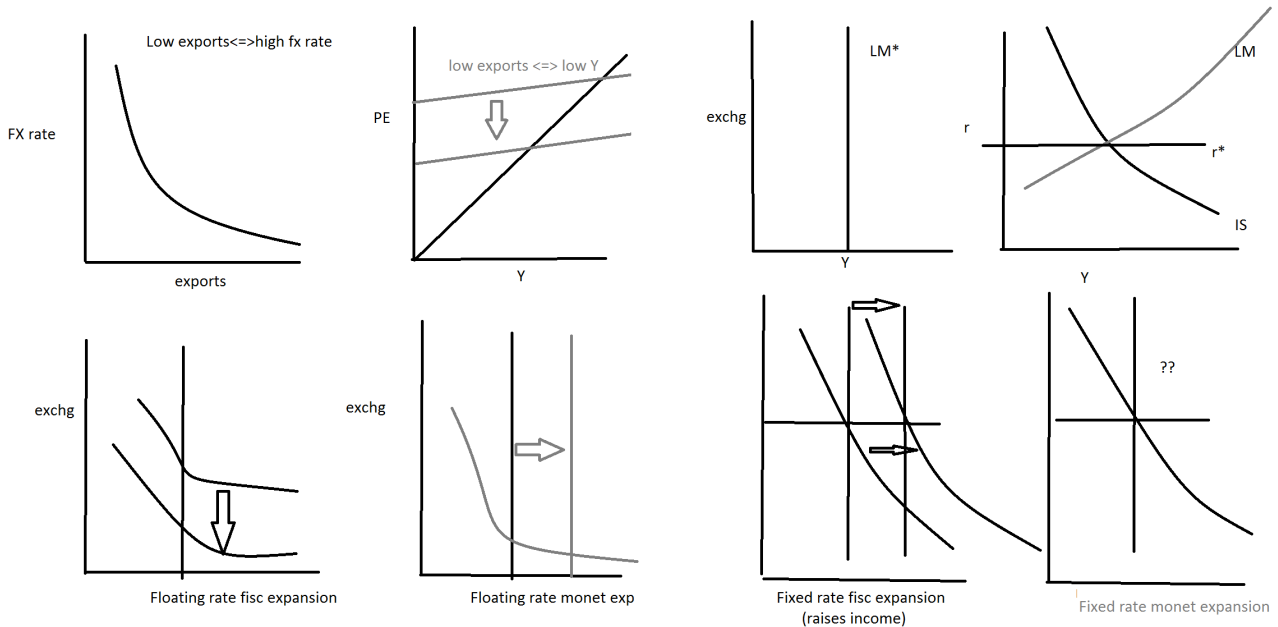 Low exports<=>high fx rate
FX rate
exports
low exports <=> low Y
PE
Y
LM*
exchg
Y
LM
r
r*
IS
Y
exchg
Floating rate fisc expansion
exchg
Floating rate monet exp
Fixed rate fisc expansion
(raises income)
??
Fixed rate monet expansion